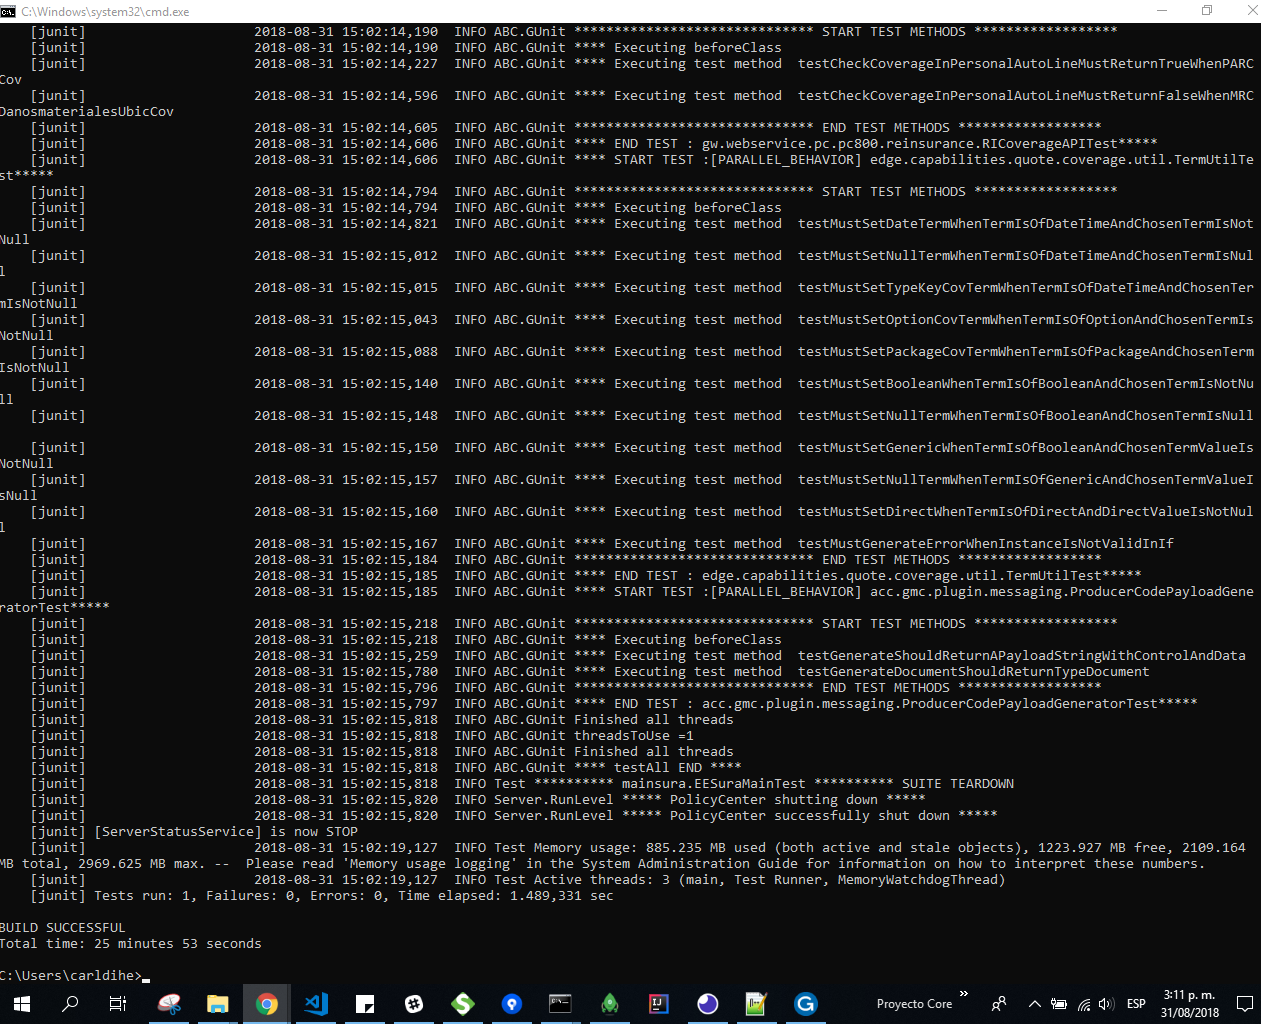 C:\Windows\system32\cmd.exe
[junit] 2018-08-31 15:02:14,190 INFO ABC.GUnit ****************************** START TEST METHODS ******************
[junit] 2018-08-31 15:02:14,190 INFO ABC.GUnit **** Executing beforeClass
[junit] 2018-08-31 15:02:14,227 INFO ABC.GUnit **** Executing test method testCheckCoverageInPersonalAutoLineMustReturnTrueWhenPARC
Cov
[junit] 2018-08-31 15:02:14,596 INFO ABC.GUnit **** Executing test method testCheckCoverageInPersonalAutoLineMustReturnFalseWhenMRC
DanosmaterialesUbicCov
[junit] 2018-08-31 15:02:14,605 INFO ABC.GUnit ****************************** END TEST METHODS ******************
[junit] 2018-08-31 15:02:14,606 INFO ABC.GUnit **** END TEST : gw.webservice.pc.pc800.reinsurance.RICoverageAPITest*****
[junit] 2018-08-31 15:02:14,606 INFO ABC.GUnit **** START TEST :[PARALLEL_BEHAVIOR] edge.capabilities.quote.coverage.util.TermUtilTe
st*****
[junit] 2018-08-31 15:02:14,794 INFO ABC.GUnit ****************************** START TEST METHODS ******************
[junit] 2018-08-31 15:02:14,794 INFO ABC.GUnit **** Executing beforeClass
[junit] 2018-08-31 15:02:14,821 INFO ABC.GUnit **** Executing test method testMustSetDateTermWhenTermIsOfDateTimeAndChosenTermIsNot
Null
[junit] 2018-08-31 15:02:15,012 INFO ABC.GUnit **** Executing test method testMustSetNullTermWhenTermIsOfDateTimeAndChosenTermIsNul
l
[junit] 2018-08-31 15:02:15,015 INFO ABC.GUnit **** Executing test method testMustSetTypeKeyCovTermWhenTermIsOfDateTimeAndChosenTer
mIsNotNull
[junit] 2018-08-31 15:02:15,043 INFO ABC.GUnit **** Executing test method testMustSetOptionCovTermWhenTermIsOfOptionAndChosenTermIs
NotNull
[junit] 2018-08-31 15:02:15,088 INFO ABC.GUnit **** Executing test method testMustSetPackageCovTermWhenTermIsOfPackageAndChosenTerm
IsNotNull
[junit] 2018-08-31 15:02:15,140 INFO ABC.GUnit **** Executing test method testMustSetBooleanWhenTermIsOfBooleanAndChosenTermIsNotNu
ll
[junit] 2018-08-31 15:02:15,148 INFO ABC.GUnit **** Executing test method testMustSetNullTermWhenTermIsOfBooleanAndChosenTermIsNull
[junit] 2018-08-31 15:02:15,150 INFO ABC.GUnit **** Executing test method testMustSetGenericWhenTermIsOfBooleanAndChosenTermValueIs
NotNull
[junit] 2018-08-31 15:02:15,157 INFO ABC.GUnit **** Executing test method testMustSetNullTermWhenTermIsOfGenericAndChosenTermValueI
sNull
[junit] 2018-08-31 15:02:15,160 INFO ABC.GUnit **** Executing test method testMustSetDirectWhenTermIsOfDirectAndDirectValueIsNotNul
l
[junit] 2018-08-31 15:02:15,167 INFO ABC.GUnit **** Executing test method testMustGenerateErrorWhenInstanceIsNotValidInIf
[junit] 2018-08-31 15:02:15,184 INFO ABC.GUnit ****************************** END TEST METHODS ******************
[junit] 2018-08-31 15:02:15,185 INFO ABC.GUnit **** END TEST : edge.capabilities.quote.coverage.util.TermUtilTest*****
[junit] 2018-08-31 15:02:15,185 INFO ABC.GUnit **** START TEST :[PARALLEL_BEHAVIOR] acc.gmc.plugin.messaging.ProducerCodePayloadGene
ratorTest*****
[junit] 2018-08-31 15:02:15,218 INFO ABC.GUnit ****************************** START TEST METHODS ******************
[junit] 2018-08-31 15:02:15,218 INFO ABC.GUnit **** Executing beforeClass
[junit] 2018-08-31 15:02:15,259 INFO ABC.GUnit **** Executing test method testGenerateShouldReturnAPayloadStringWithControlAndData
[junit] 2018-08-31 15:02:15,780 INFO ABC.GUnit **** Executing test method testGenerateDocumentShouldReturnTypeDocument
[junit] 2018-08-31 15:02:15,796 INFO ABC.GUnit ****************************** END TEST METHODS ******************
[junit] 2018-08-31 15:02:15,797 INFO ABC.GUnit **** END TEST : acc.gmc.plugin.messaging.ProducerCodePayloadGeneratorTest*****
[junit] 2018-08-31 15:02:15,818 INFO ABC.GUnit Finished all threads
[junit] 2018-08-31 15:02:15,818 INFO ABC.GUnit threadsToUse =1
[junit] 2018-08-31 15:02:15,818 INFO ABC.GUnit Finished all threads
[junit] 2018-08-31 15:02:15,818 INFO ABC.GUnit **** testAll END ****
[junit] 2018-08-31 15:02:15,818 INFO Test ********** mainsura.EESuraMainTest ********** SUITE TEARDOWN
[junit] 2018-08-31 15:02:15,820 INFO Server.RunLevel ***** PolicyCenter shutting down *****
[junit] 2018-08-31 15:02:15,820 INFO Server.RunLevel ***** PolicyCenter successfully shut down *****
[junit] [ServerStatusService] is now STOP
[junit] 2018-08-31 15:02:19,127 INFO Test Memory usage: 885.235 MB used (both active and stale objects), 1223.927 MB free, 2109.164
MB total, 2969.625 MB max. -- Please read 'Memory usage logging' in the System Administration Guide for information on how to interpret these numbers.
[junit] 2018-08-31 15:02:19,127 INFO Test Active threads: 3 (main, Test Runner, MemoryWatchdogThread)
[junit] Tests run: 1, Failures: 0, Errors: 0, Time elapsed: 1.489,331 sec
BUILD SUCCESSFUL
Total time: 25 minutes 53 seconds
C:\Users\carldihe>
Proyecto Core
ESP
3:11 p. m.
31/08/2018